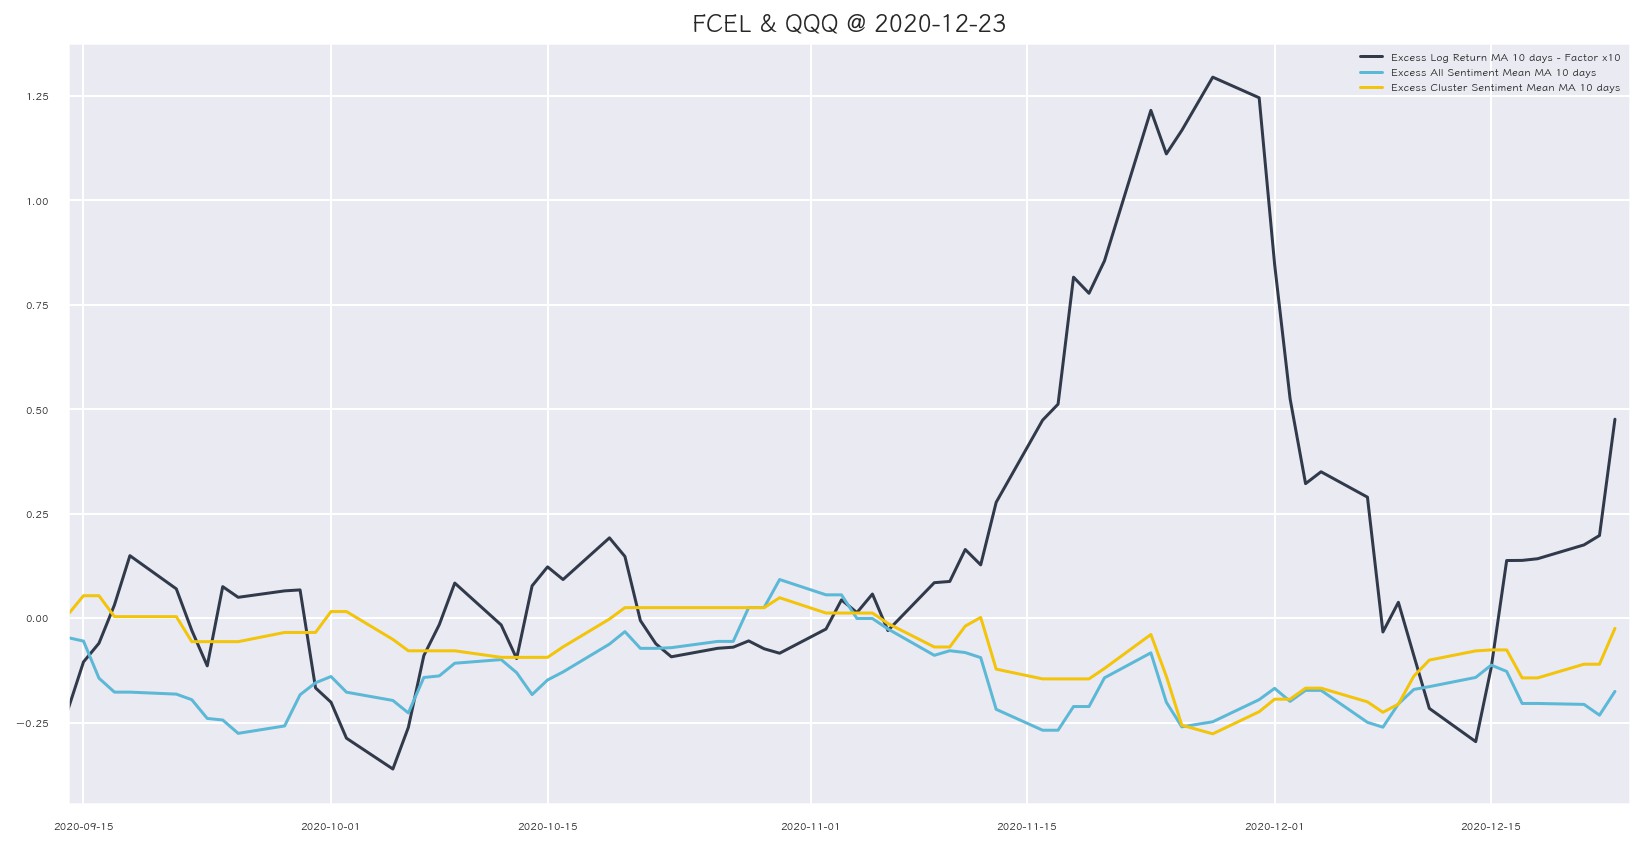 FCEL & QQQ @ 2020-12-23
Excess Log Return MA 10 days - Factor x10
Excess All Sentiment Mean MA 10 days
Excess Cluster Sentiment Mean MA 10 days
1.25
1.00
0.75
0.50
0.25
0.00
−0.25
2020-09-15 2020-10-01 2020-10-15 2020-11-01 2020-11-15 2020-12-01 2020-12-15